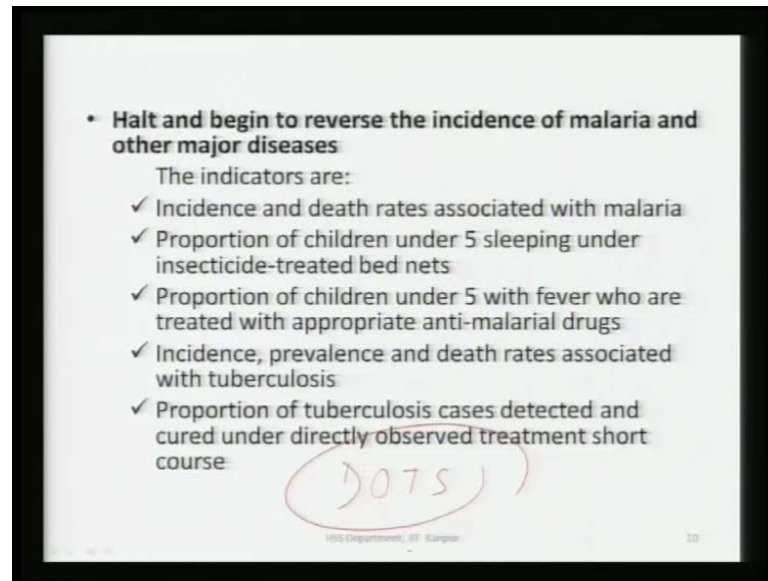 • Halt and begin to reverse the incidence of malaria and
other major diseases
The indicators are:
✓ Incidence and death rates associated with malaria
✓ Proportion of children under 5 sleeping under
insecticide-treated bed nets
✓ Proportion of children under 5 with fever who are
treated with appropriate anti-malarial drugs
✓ Incidence, prevalence and death rates associated
with tuberculosis
✓ Proportion of tuberculosis cases detected and
cured under directly observed treatment short
course
DOTS
HSS Department, IIT Kanpur
10